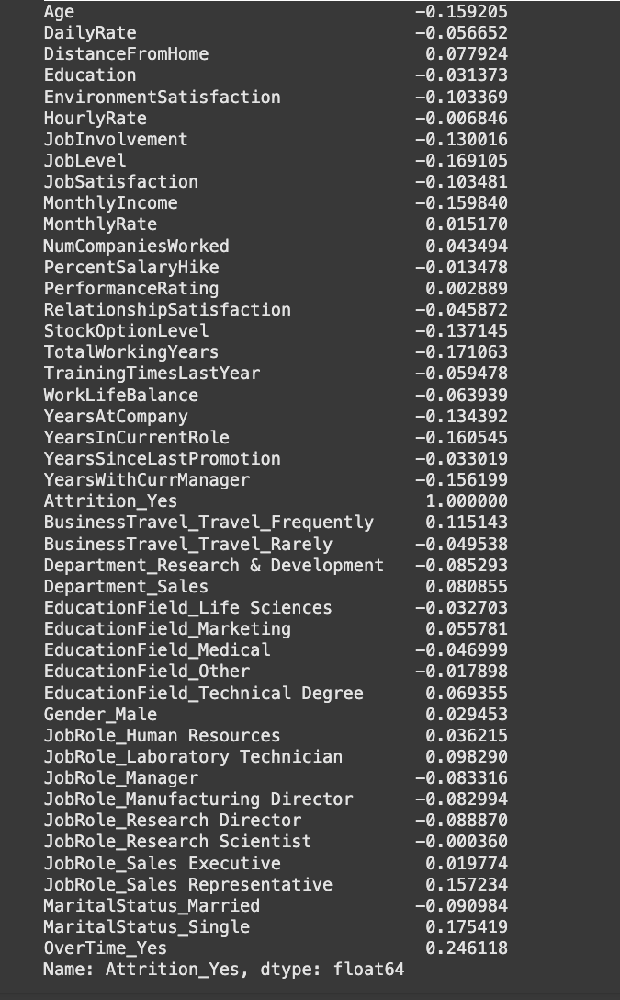 Age -0.159205
DailyRate -0.056652
DistanceFromHome 0.077924
Education -0.031373
EnvironmentSatisfaction -0.103369
HourlyRate -0.006846
JobInvolvement -0.130016
JobLevel -0.169105
JobSatisfaction -0.103481
MonthlyIncome -0.159840
MonthlyRate 0.015170
NumCompaniesWorked 0.043494
PercentSalaryHike -0.013478
PerformanceRating 0.002889
RelationshipSatisfaction -0.045872
StockOptionLevel -0.137145
TotalWorkingYears -0.171063
TrainingTimesLastYear -0.059478
WorkLifeBalance -0.063939
YearsAtCompany -0.134392
YearsInCurrentRole -0.160545
YearsSinceLastPromotion -0.033019
YearsWithCurrManager -0.156199
Attrition_Yes 1.000000
BusinessTravel_Travel_Frequently 0.115143
BusinessTravel_Travel_Rarely -0.049538
Department_Research & Development -0.085293
Department_Sales 0.080855
EducationField_Life Sciences -0.032703
EducationField_Marketing 0.055781
EducationField_Medical -0.046999
EducationField_Other -0.017898
EducationField_Technical Degree 0.069355
Gender_Male 0.029453
JobRole_Human Resources 0.036215
JobRole_Laboratory Technician 0.098290
JobRole_Manager -0.083316
JobRole_Manufacturing Director -0.082994
JobRole_Research Director -0.088870
JobRole_Research Scientist -0.000360
JobRole_Sales Executive 0.019774
JobRole_Sales Representative 0.157234
MaritalStatus_Married -0.090984
MaritalStatus_Single 0.175419
OverTime_Yes 0.246118
Name: Attrition_Yes, dtype: float64